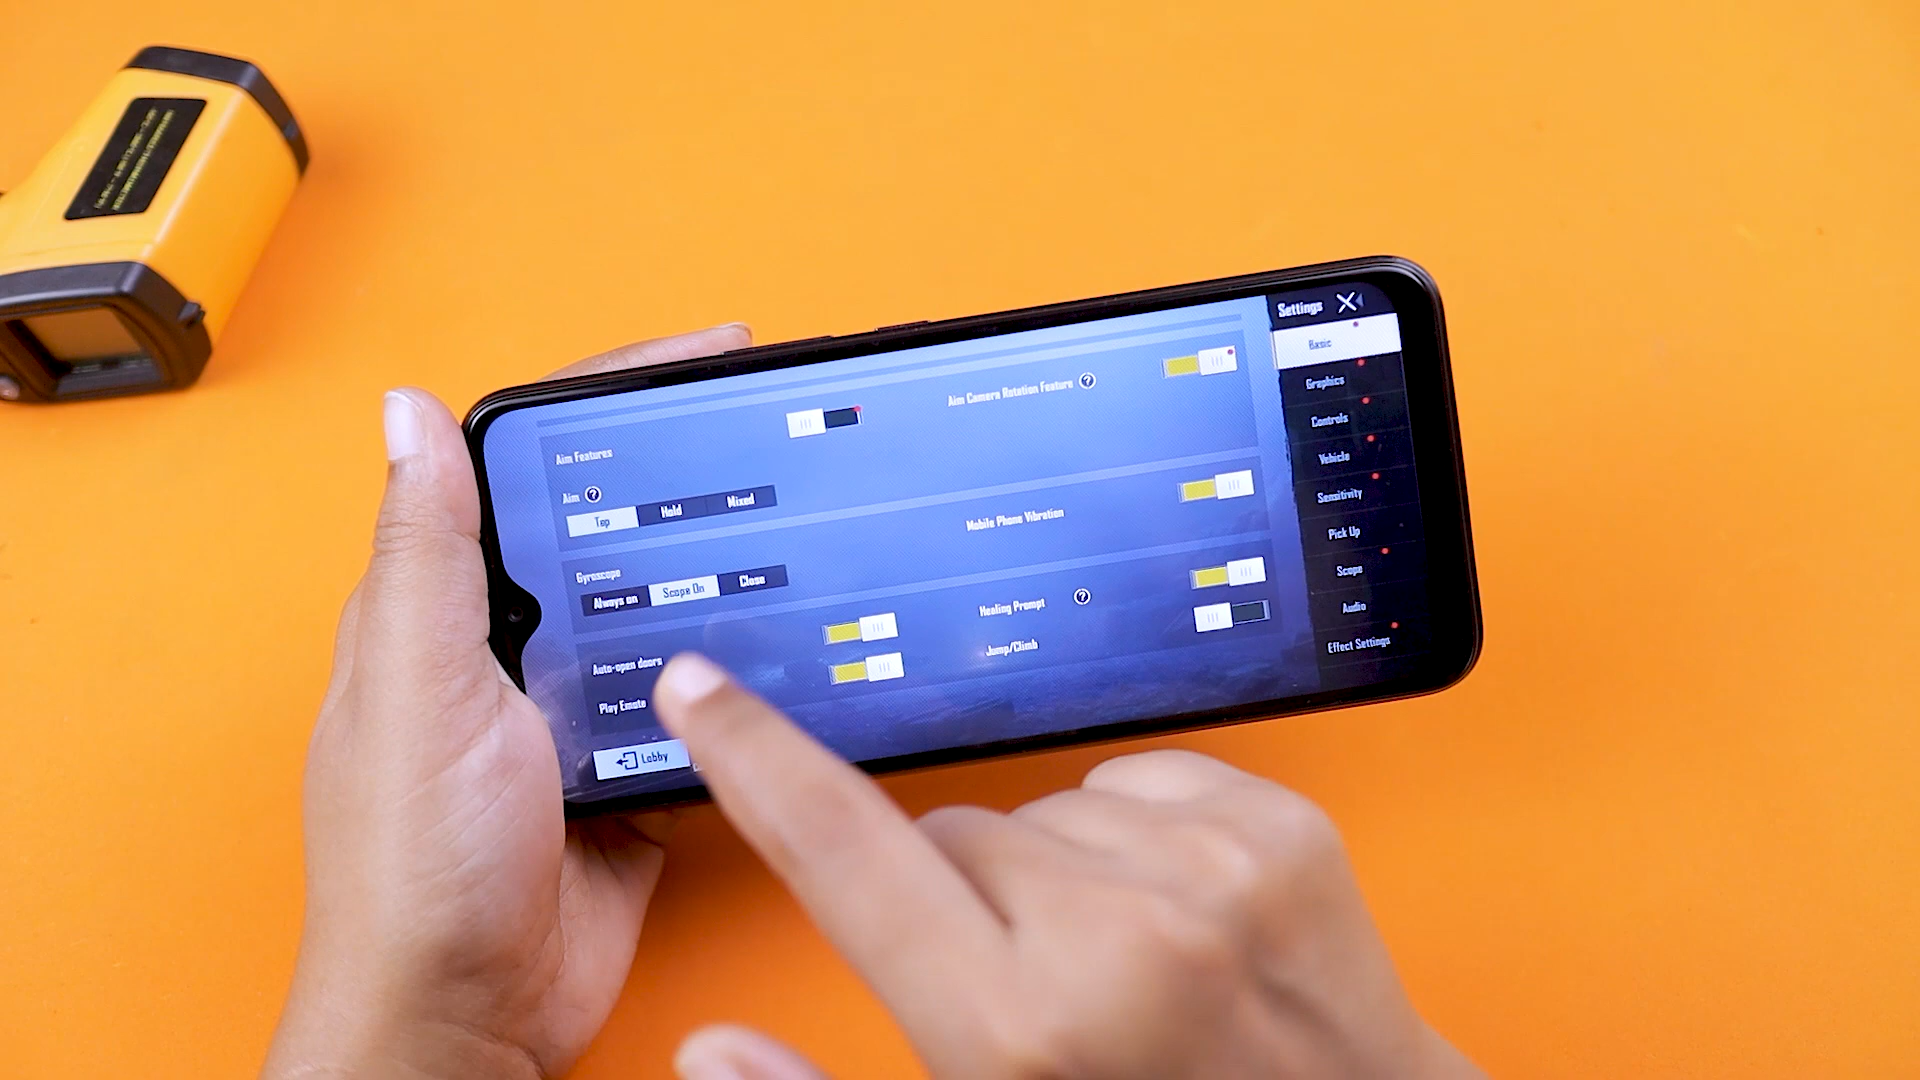 Settings
Basic
Graphics
Controls
Vehicle
Sensitivity
Pick Up
Scope
Audio
Effect Settings
Aim Camera Rotation Feature ?
Aim Features
Aim ?
Tap Hold Mixed
Mobile Phone Vibration
Gyroscope
Always on Scope On Close
Healing Prompt ?
Auto-open doors
Jump/Climb
Play Emote
Lobby